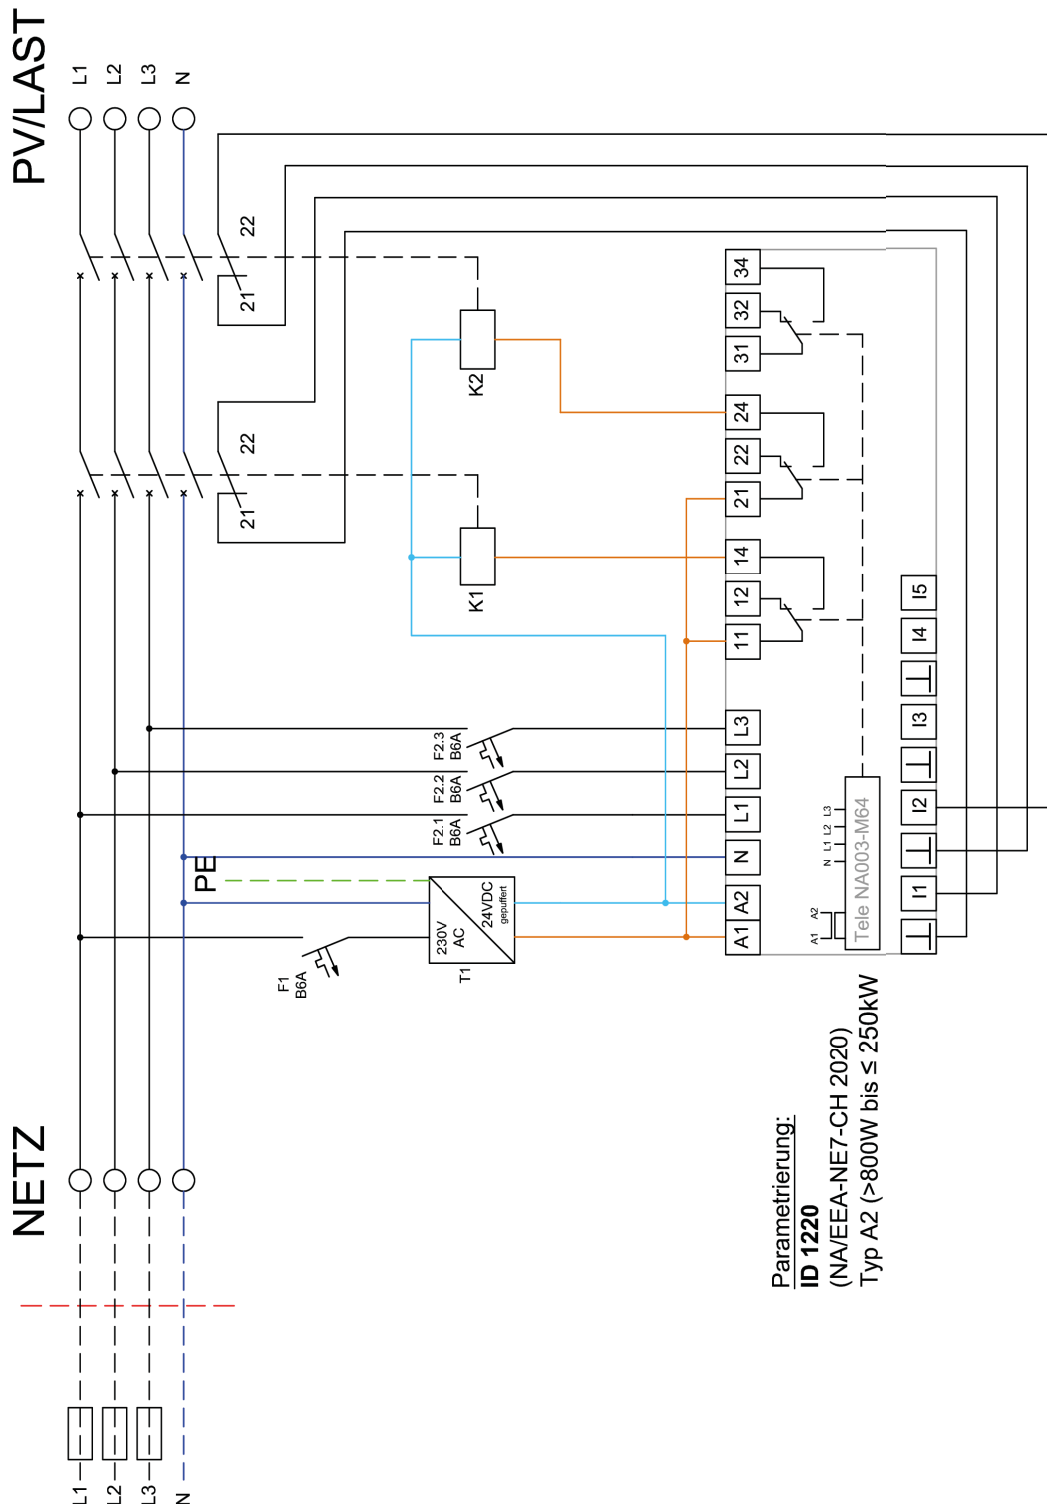 PV/LAST
L1
L2
L3
N
22
21
22
21
K2
K1
34
32
31
24
22
21
14
12
11
L3
L2
L1
N
A2
A1
F2.3
B6A
F2.2
B6A
F2.1
B6A
PE
F1
B6A
230V
AC
24VDC
gepuffert
T1
A1
A2
N
L1
L2
L3
Tele NA003-M64
I5
I4
I3
I2
I1
NETZ
L1
L2
L3
N
Parametrierung:
ID 1220
(NA/EEA-NE7-CH 2020)
Typ A2 (>800W bis ≤ 250kW